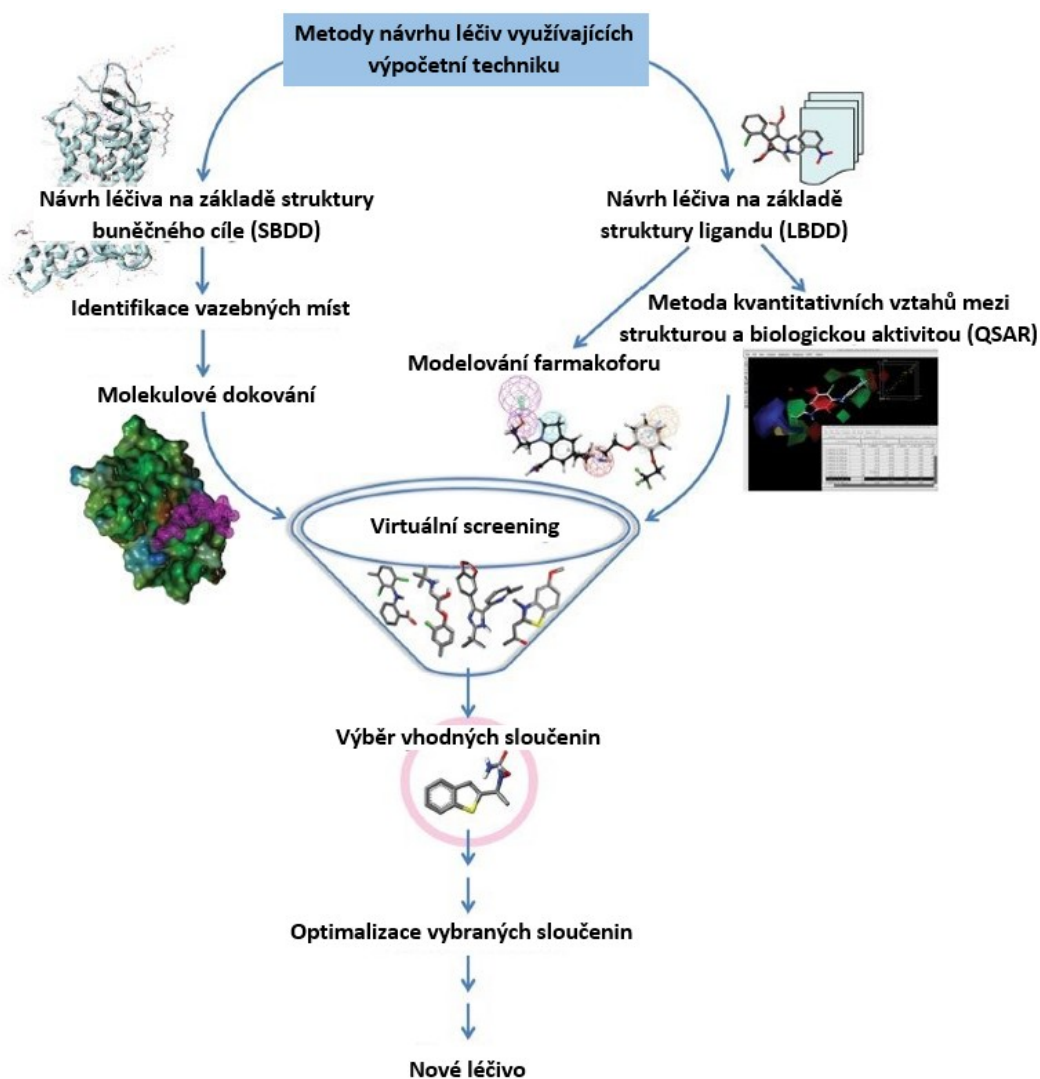 Metody návrhu léčiv využívajících
výpočetní techniku
Návrh léčiva na základě struktury
buněčného cíle (SBDD)
Návrh léčiva na základě
struktury ligandu (LBDD)
Identifikace vazebných míst
Metoda kvantitativních vztahů mezi
strukturou a biologickou aktivitou (QSAR)
Modelování farmakoforu
Molekulové dokování
Virtuální screening
Výběr vhodných sloučenin
Optimalizace vybraných sloučenin
Nové léčivo